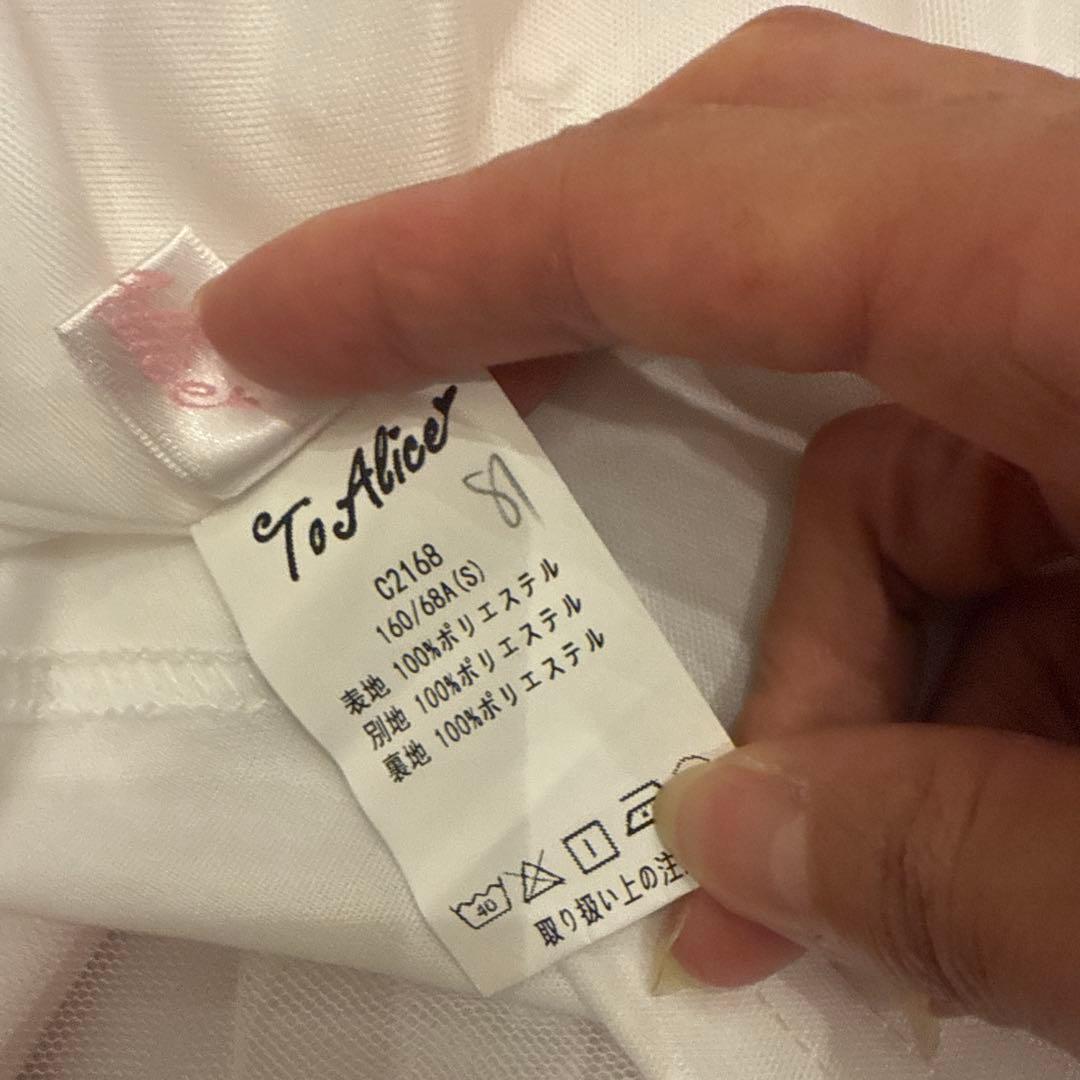 To Alice
C2168
160/68A(S)
表地 100%ポリエステル
別地 100%ポリエステル
裏地 100%ポリエステル
40
取り扱い上の注